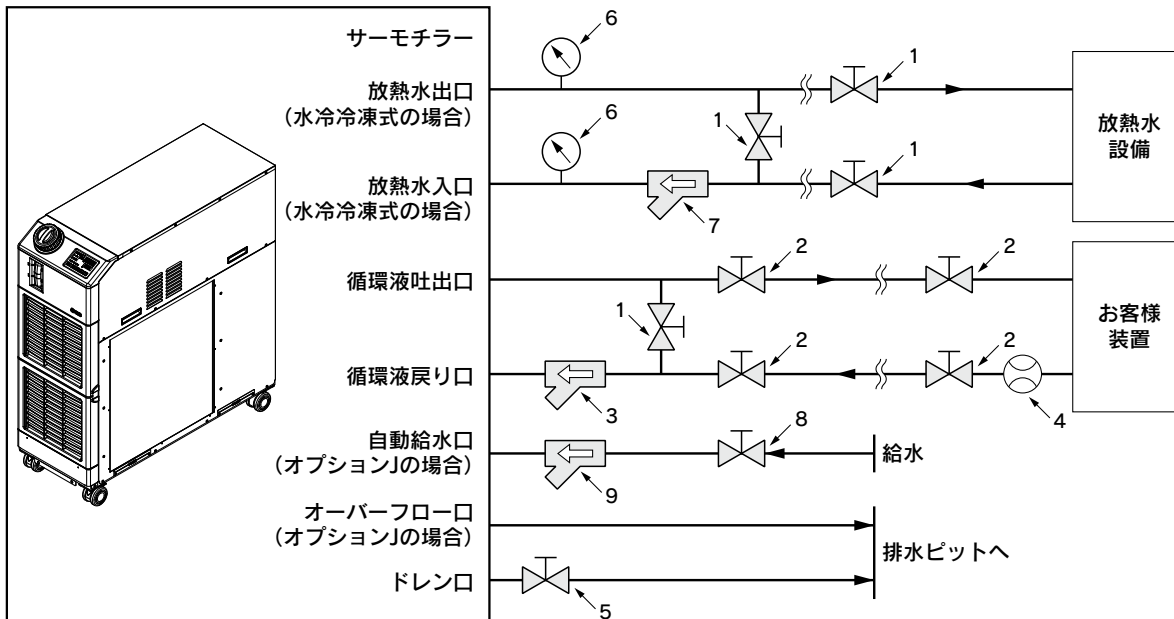 サーモチラー
6
1
放熱水出口
(水冷冷凍式の場合)
6
1
1
放熱水
設備
放熱水入口
(水冷冷凍式の場合)
7
2
2
循環液吐出口
1
お客様
装置
2
2
循環液戻り口
3
4
自動給水口
(オプションJの場合)
8
給水
9
オーバーフロー口
(オプションJの場合)
排水ピットへ
ドレン口
5